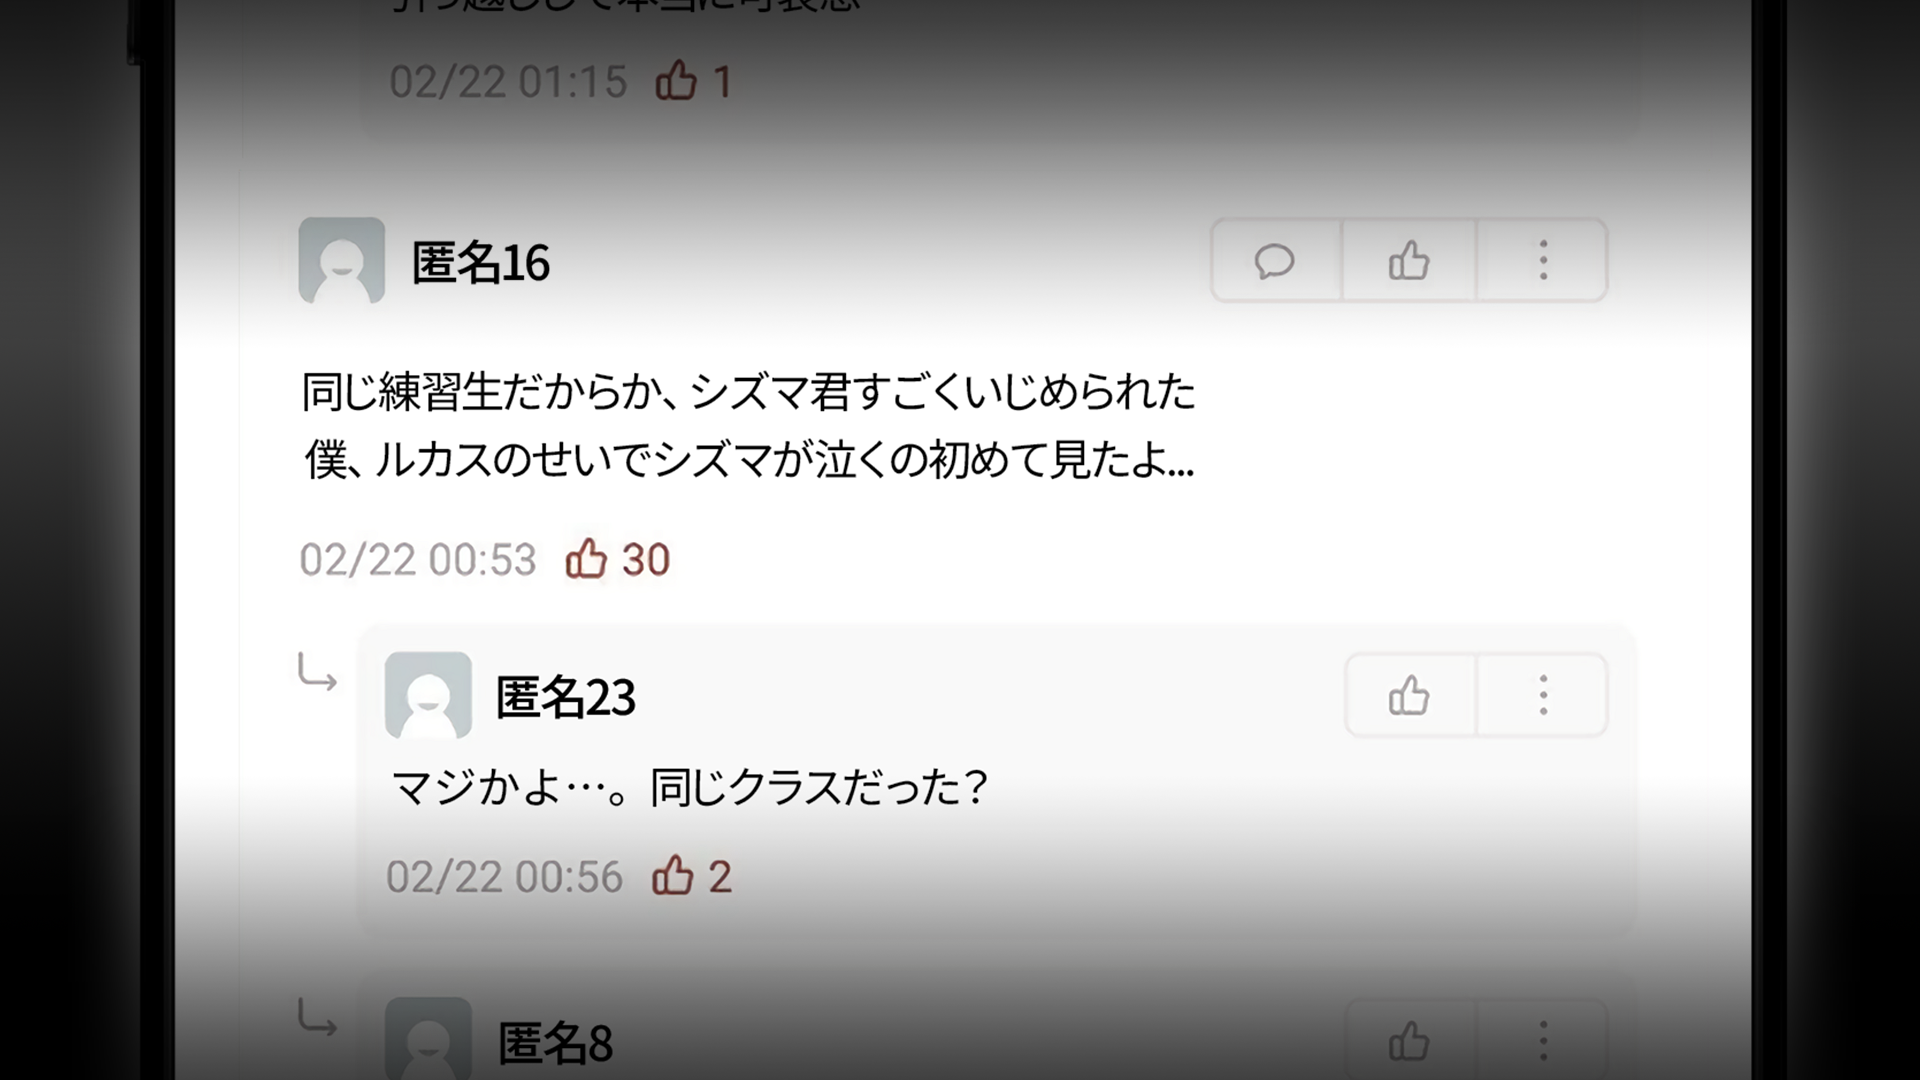 02/22 01:15 1
匿名16
同じ練習生だからか、シズマ君すごくいじめられた
僕、ルカスのせいでシズマが泣くの初めて見たよ...
02/22 00:53 30
匿名23
マジかよ…。同じクラスだった？
02/22 00:56 2
匿名8